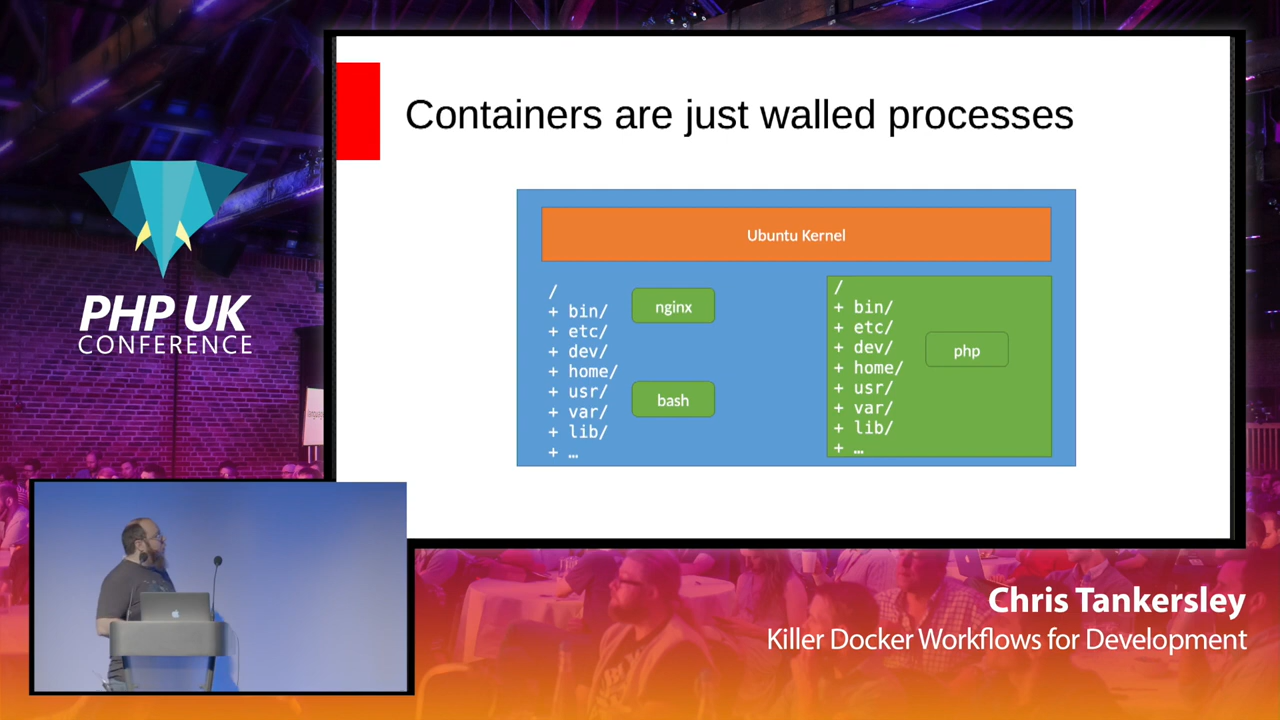 Containers are just walled processes
Ubuntu Kernel
/
+ bin/
+ etc/
+ dev/
+ home/
+ usr/
+ var/
+ lib/
+ …
nginx
bash
/
+ bin/
+ etc/
+ dev/
+ home/
+ usr/
+ var/
+ lib/
+ …
php
PHP UK
CONFERENCE
Chris Tankersley
Killer Docker Workflows for Development